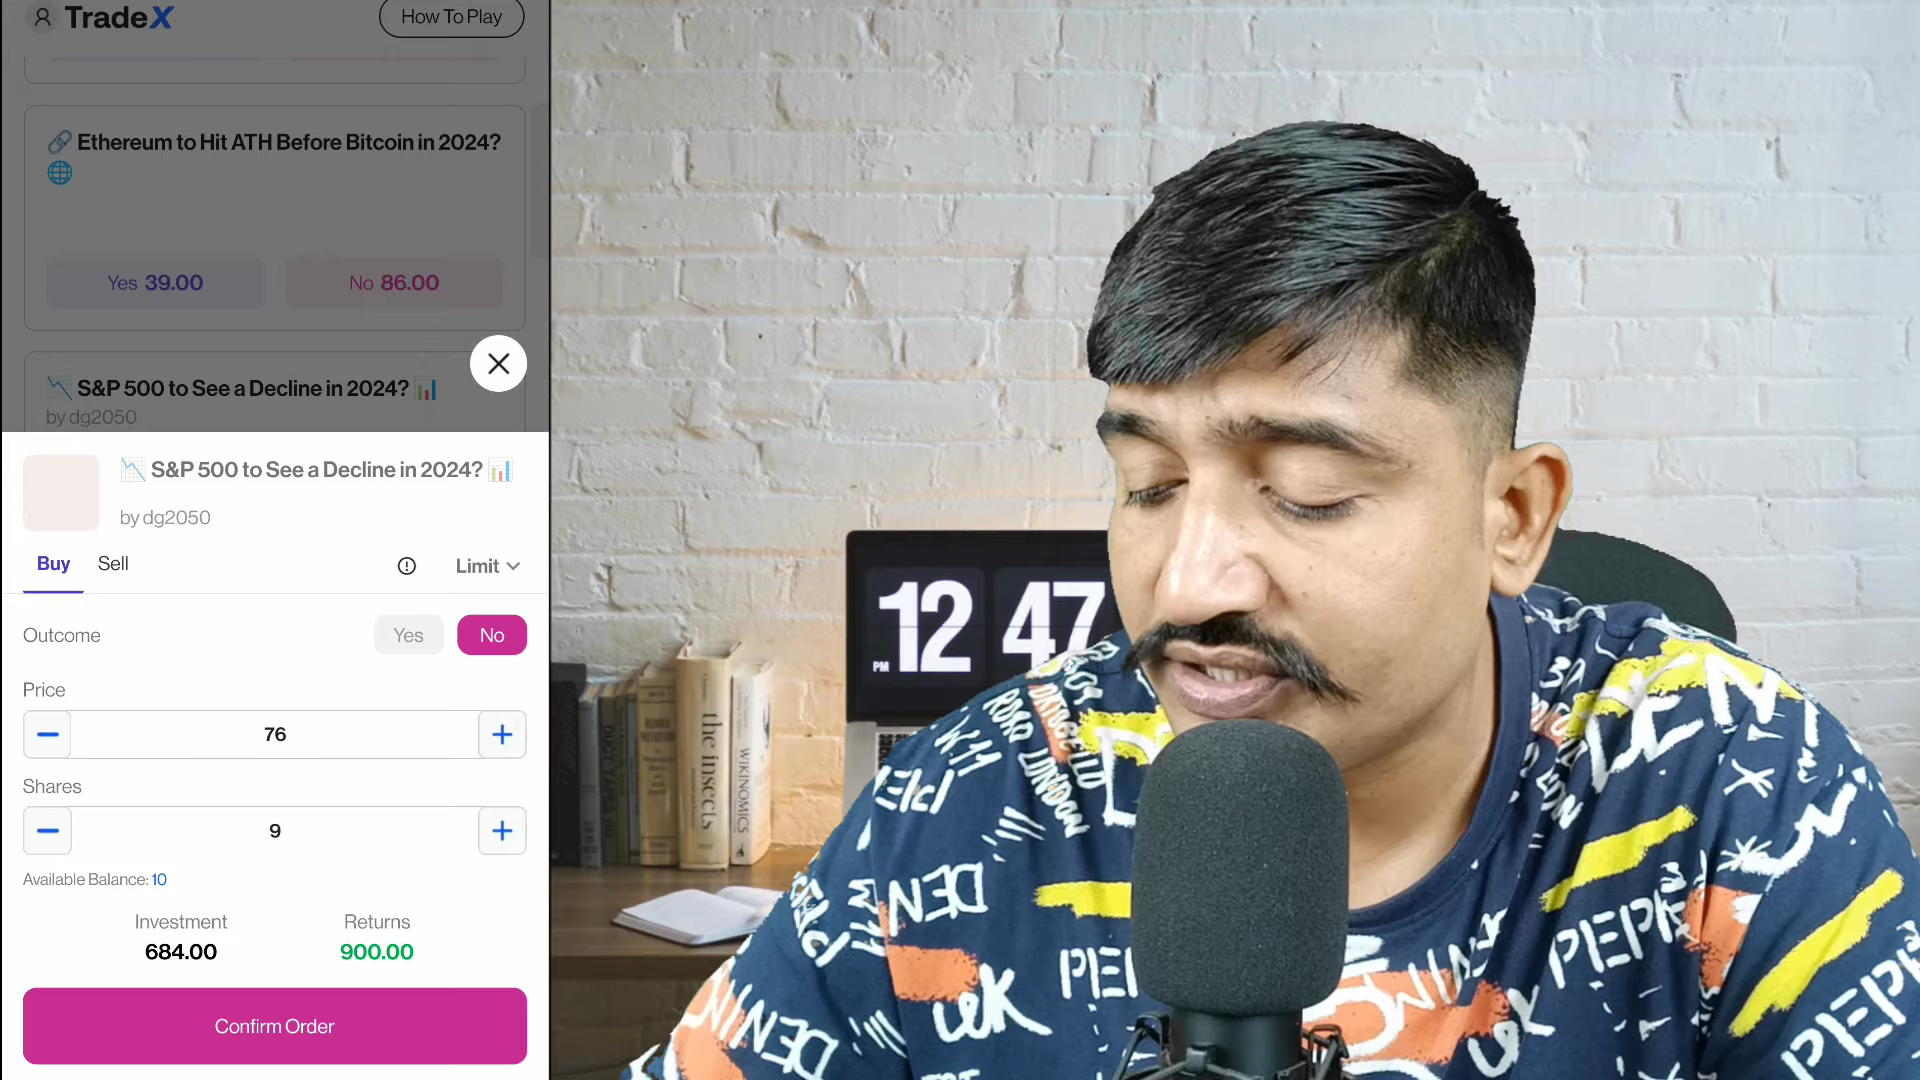 TradeX
How To Play
Ethereum to Hit ATH Before Bitcoin in 2024?
Yes 39.00
No 86.00
S&P 500 to See a Decline in 2024?
by dg2050
S&P 500 to See a Decline in 2024?
by dg2050
Buy
Sell
Limit
Outcome
Yes
No
Price
76
Shares
9
Available Balance: 10
Investment
Returns
684.00
900.00
Confirm Order
PM 12 47
the insects
WIKINOMICS
LONDON
DENIM
PEPE
DENIM